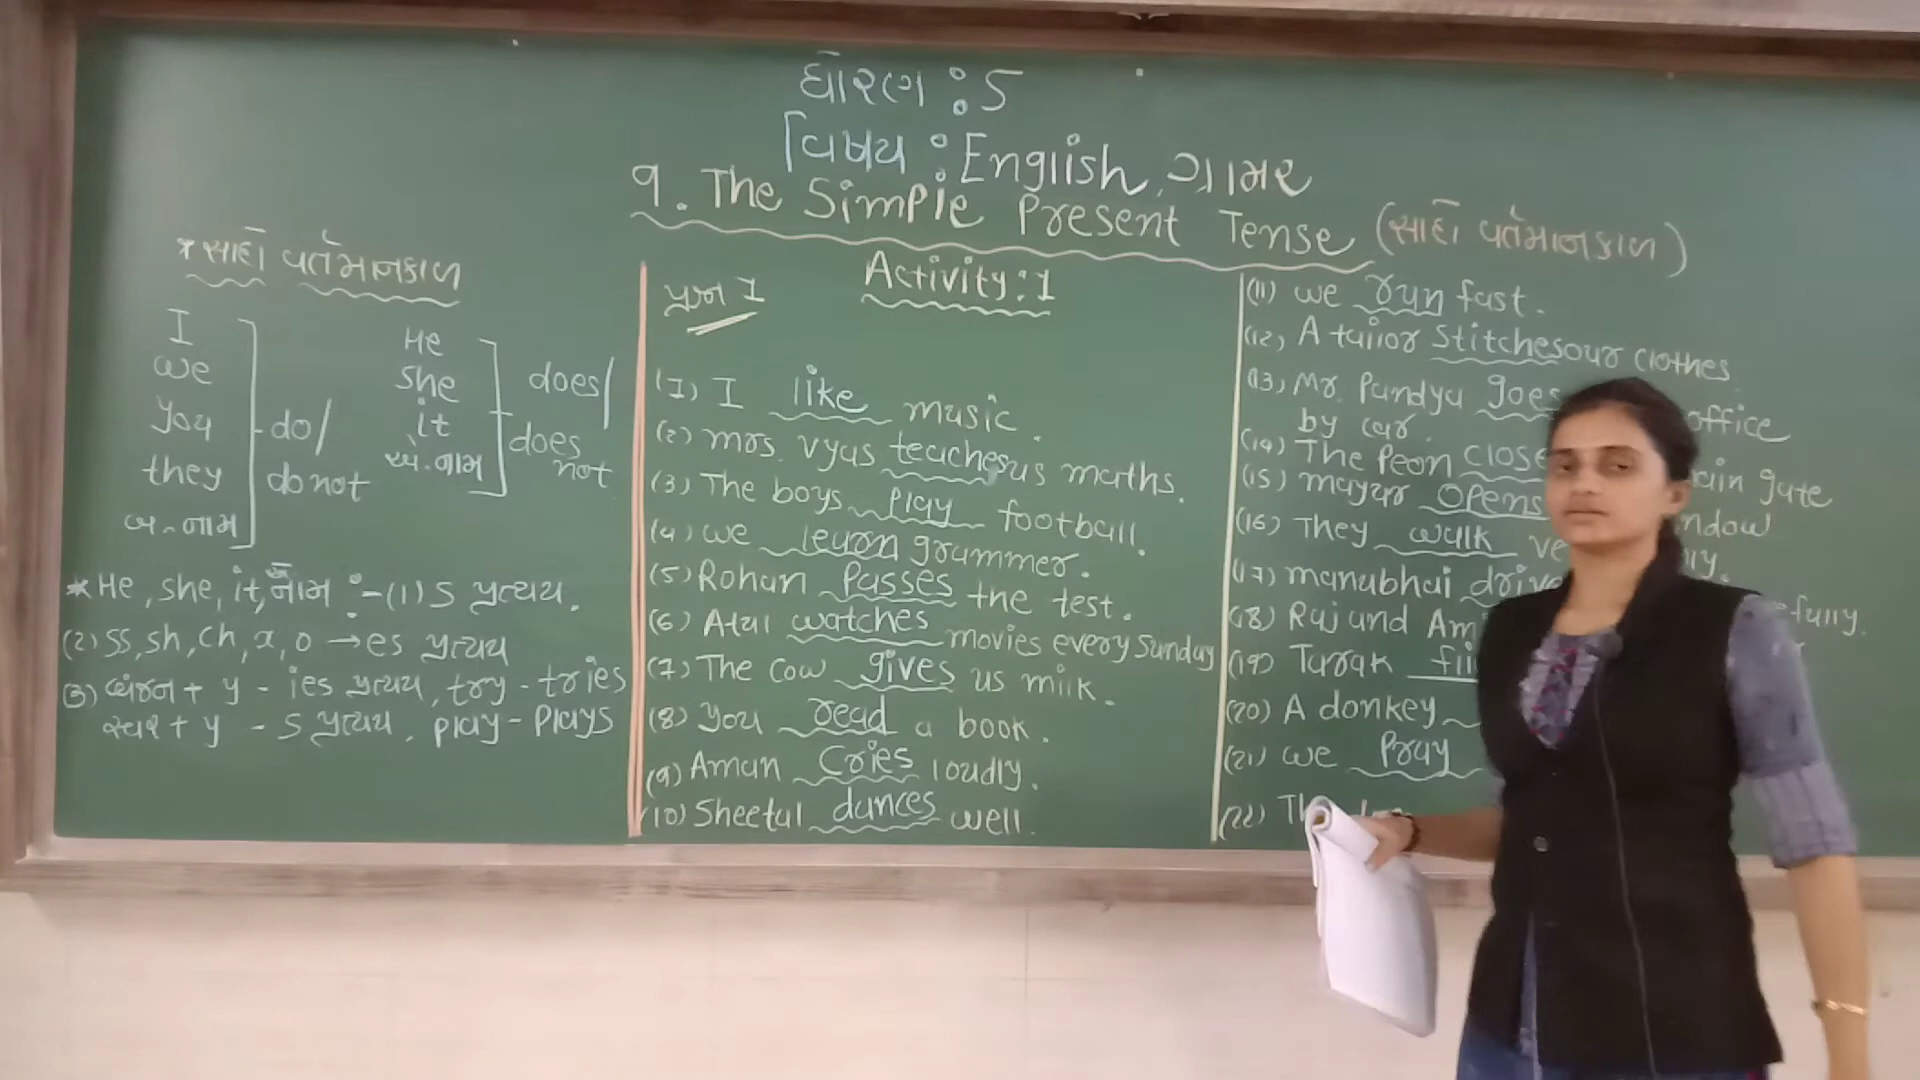 ધોરણ : 5
વિષય : English, ગ્રામર
9. The Simple Present Tense (સાદો વર્તમાનકાળ)
* સાદો વર્તમાનકાળ
I
we
you
they
બ.નામ
do/
do not
He
she
it
એ.નામ
does/
does
not
* He, she, it, એ નામ :- (1) s પ્રત્યય.
(2) ss, sh, ch, x, o → es પ્રત્યય
(3) વ્યંજન + y - ies પ્રત્યય, try - tries
સ્વર + y - s પ્રત્યય, play - plays
પ્રશ્ન 1
Activity : 1
(1) I like music.
(2) mrs. vyas teaches us maths.
(3) The boys play football.
(4) we learn grammer.
(5) Rohan passes the test.
(6) Atul watches movies every Sunday
(7) The cow gives us milk.
(8) you read a book.
(9) Aman cries loudly.
(10) Sheetal dances well.
(11) we run fast.
(12) A tailor stitches our clothes.
(13) Mr. Pandya goes office
by car.
(14) The Peon close gate
(15) mayur opens
(16) They walk
(17) manubhai
(18) Raj and
(19) Tarak
(20) A donkey
(21) we Pray
(22)